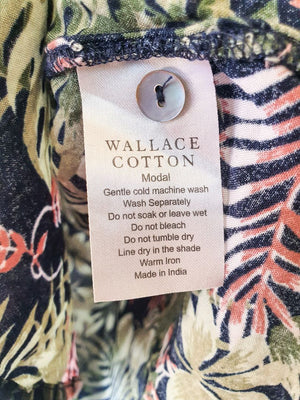 WALLACE
COTTON
Modal
Gentle cold machine wash
Wash Separately
Do not soak or leave wet
Do not bleach
Do not tumble dry
Line dry in the shade
Warm Iron
Made in India